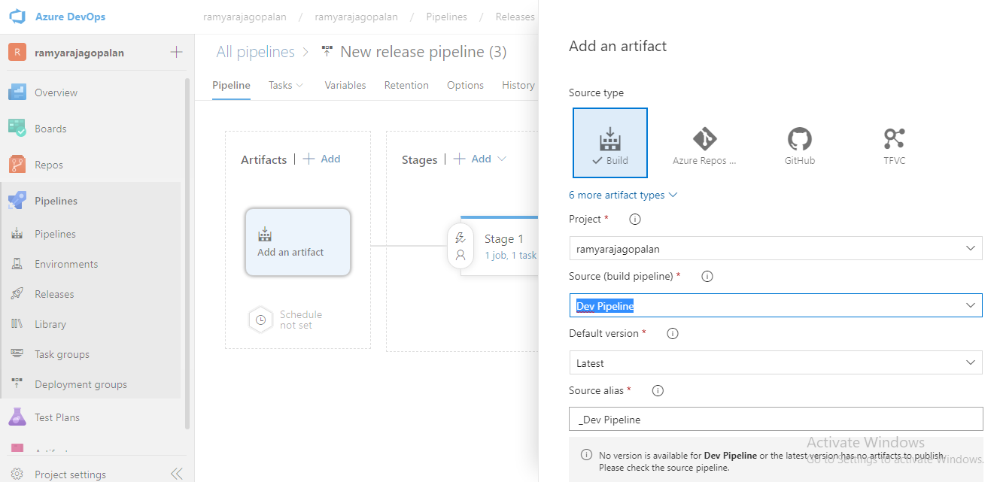 Azure DevOps
ramyarajagopalan / ramyarajagopalan / Pipelines / Releases
R ramyarajagopalan
Overview
Boards
Repos
Pipelines
Pipelines
Environments
Releases
Library
Task groups
Deployment groups
Test Plans
Project settings
All pipelines > New release pipeline (3)
Pipeline Tasks Variables Retention Options History
Artifacts | + Add
Add an artifact
Schedule
not set
Stages | + Add
Stage 1
1 job, 1 task
Add an artifact
Source type
Build
Azure Repos ...
GitHub
TFVC
6 more artifact types
Project *
ramyarajagopalan
Source (build pipeline) *
Dev Pipeline
Default version *
Latest
Source alias *
_Dev Pipeline
No version is available for Dev Pipeline or the latest version has no artifacts to publish.
Please check the source pipeline.
Activate Windows
Go to Settings to activate Windows.